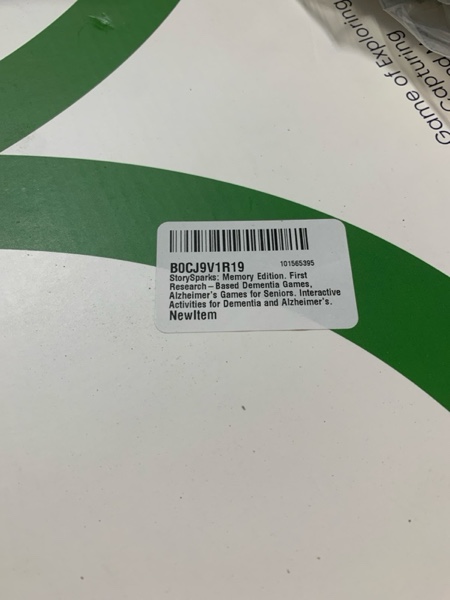 Game of Exploring
Capturing
B0CJ9V1R19 101565395
StorySparks: Memory Edition. First
Research–Based Dementia Games,
Alzheimer's Games for Seniors. Interactive
Activities for Dementia and Alzheimer's.
NewItem